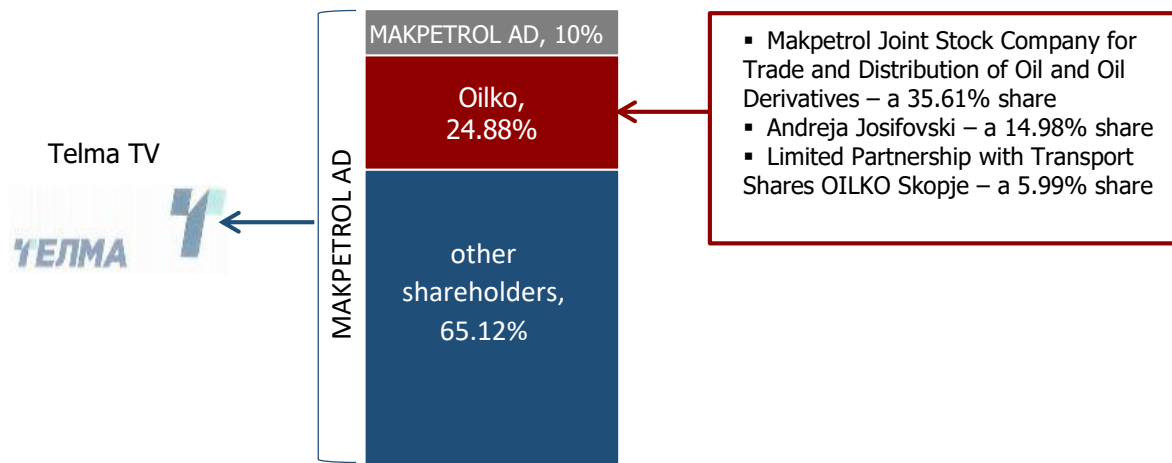 Telma TV
ТЕЛМА
MAKPETROL AD
MAKPETROL AD, 10%
Oilko,
24.88%
other
shareholders,
65.12%
▪ Makpetrol Joint Stock Company for
Trade and Distribution of Oil and Oil
Derivatives – a 35.61% share
▪ Andreja Josifovski – a 14.98% share
▪ Limited Partnership with Transport
Shares OILKO Skopje – a 5.99% share